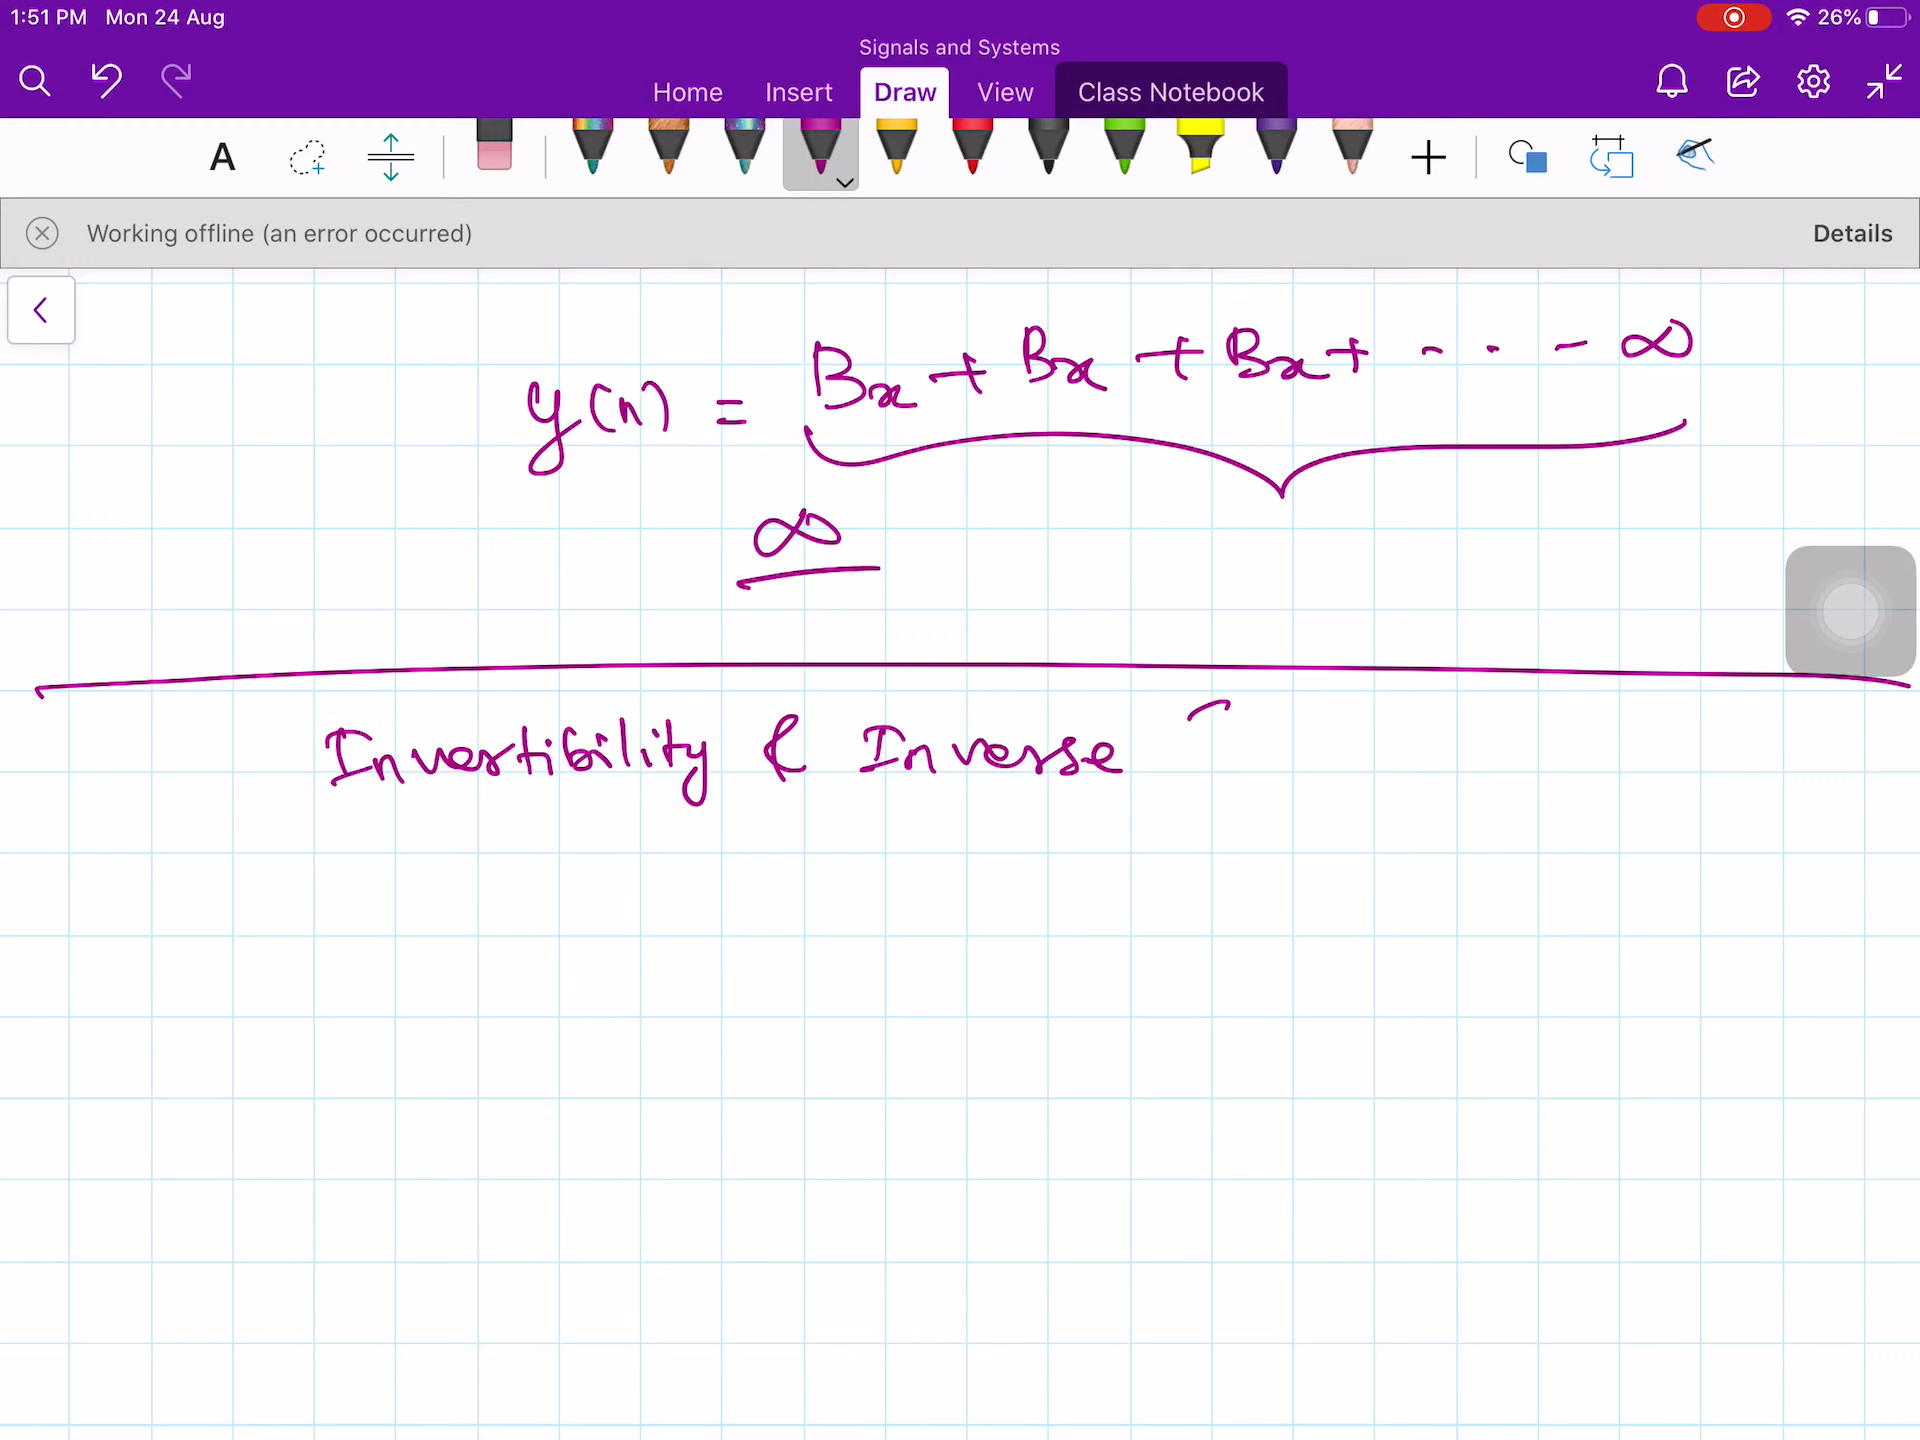 1:51 PM Mon 24 Aug
26%
Signals and Systems
Home Insert Draw View Class Notebook
A
Working offline (an error occurred)
Details
y(n) = Bx + Bx + Bx + . . . - ∞
∞
Invertibility & Inverse